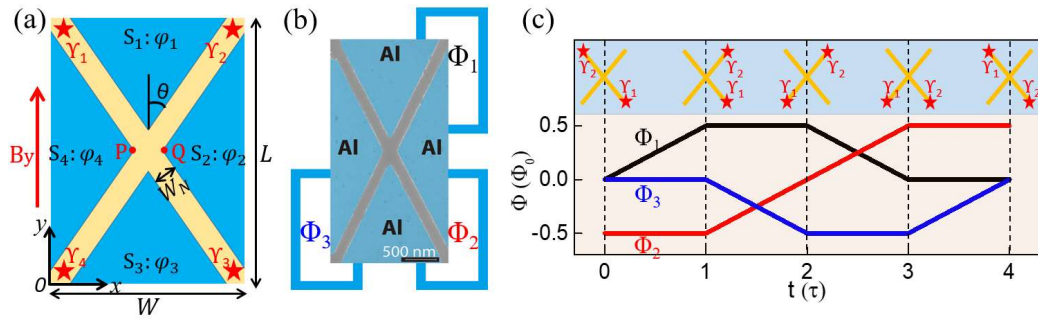 (a)
S₁: φ₁
ϒ₁
ϒ₂
θ
By
P
Q
S₄: φ₄
S₂: φ₂
L
W_N
y
ϒ₄
S₃: φ₃
ϒ₃
O
x
W
(b)
Al
Φ₁
Al
Al
Φ₃
Al
Φ₂
500 nm
(c)
ϒ₂ ϒ₁
ϒ₂ ϒ₁
ϒ₂ ϒ₁
ϒ₁ ϒ₂
ϒ₁ ϒ₂
0.5
Φ₁
0.0
Φ₃
-0.5
Φ₂
Φ (Φ₀)
0 1 2 3 4
t (τ)